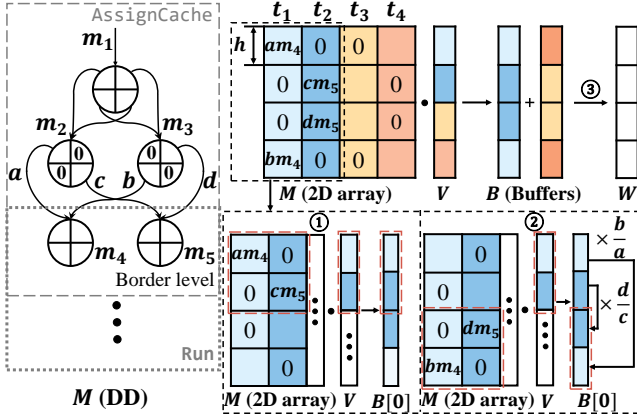 AssignCache
m₁
m₂ m₃
0 0 0 0
a c b d
m₄ m₅
Border level
Run
M (DD)
t₁ t₂ t₃ t₄
h am₄ 0 0
0 cm₅ 0
0 dm₅ 0
bm₄ 0 0
+ ③
M (2D array) V B (Buffers) W
①
am₄ 0
0 cm₅
0
0
M (2D array) V B[0]
②
0
0
0 dm₅
bm₄ 0
× b/a
× d/c
M (2D array) V B[0]